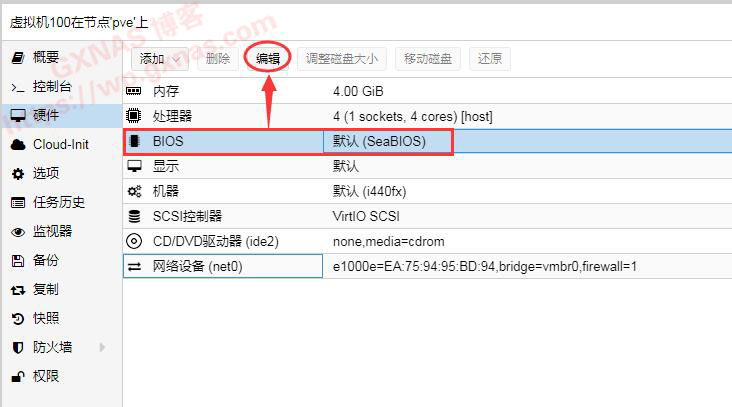 虚拟机100在节点'pve'上
GXNAS 博客
https://wp.gxnas.com
概要
控制台
硬件
Cloud-Init
选项
任务历史
监视器
备份
复制
快照
防火墙
权限
添加 删除 编辑 调整磁盘大小 移动磁盘 还原
内存 4.00 GiB
处理器 4 (1 sockets, 4 cores) [host]
BIOS 默认 (SeaBIOS)
显示 默认
机器 默认 (i440fx)
SCSI控制器 VirtIO SCSI
CD/DVD驱动器 (ide2) none,media=cdrom
网络设备 (net0) e1000e=EA:75:94:95:BD:94,bridge=vmbr0,firewall=1